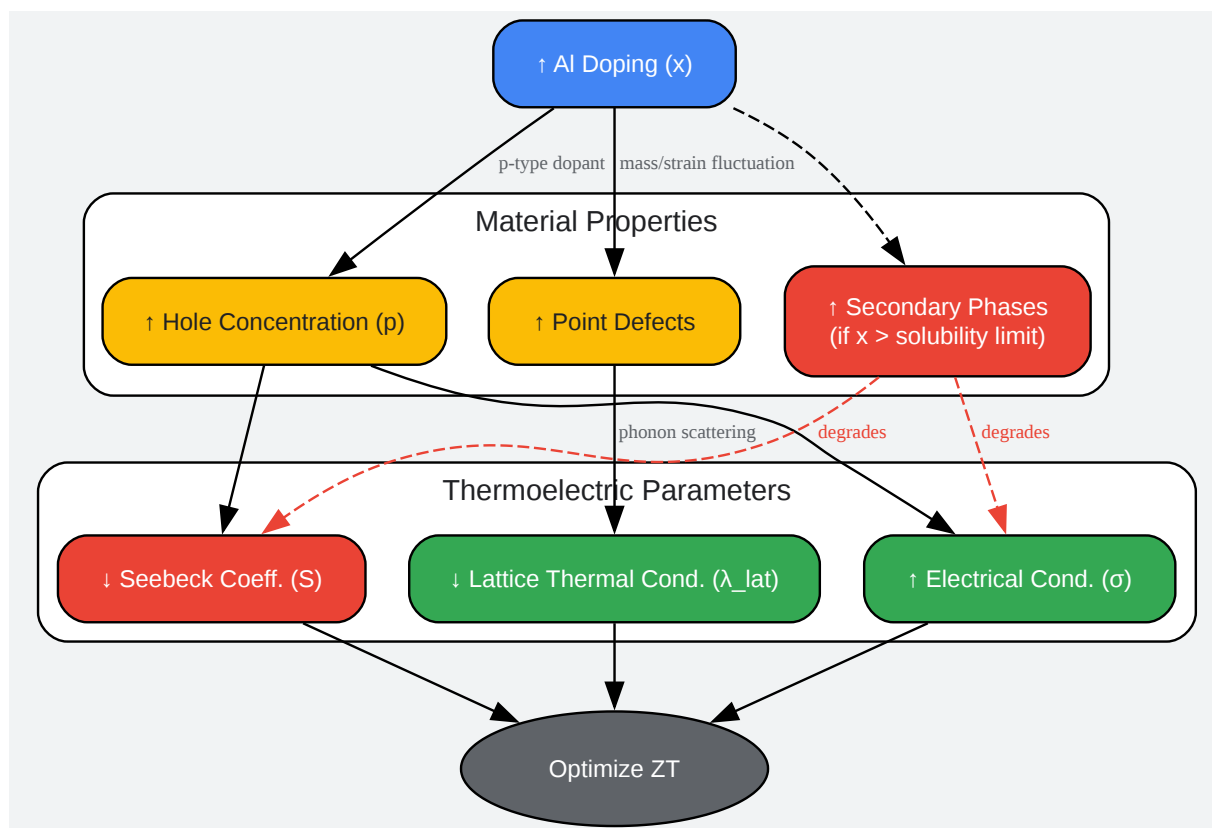 ↑ Al Doping (x)
p-type dopant
mass/strain fluctuation
Material Properties
↑ Hole Concentration (p)
↑ Point Defects
↑ Secondary Phases
(if x > solubility limit)
phonon scattering
degrades
degrades
Thermoelectric Parameters
↓ Seebeck Coeff. (S)
↓ Lattice Thermal Cond. (λ_lat)
↑ Electrical Cond. (σ)
Optimize ZT